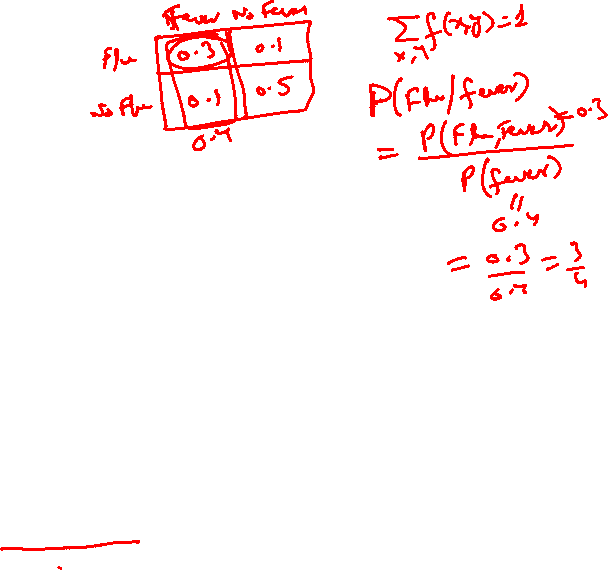 Fever No Fever
Flu 0.3 0.1
No Flu 0.1 0.5
0.4
∑ f(x,y)=1
x,y
P(Flu/fever)
= P(Flu,Fever) = 0.3
P(fever)
"
0.4
= 0.3/0.4 = 3/4